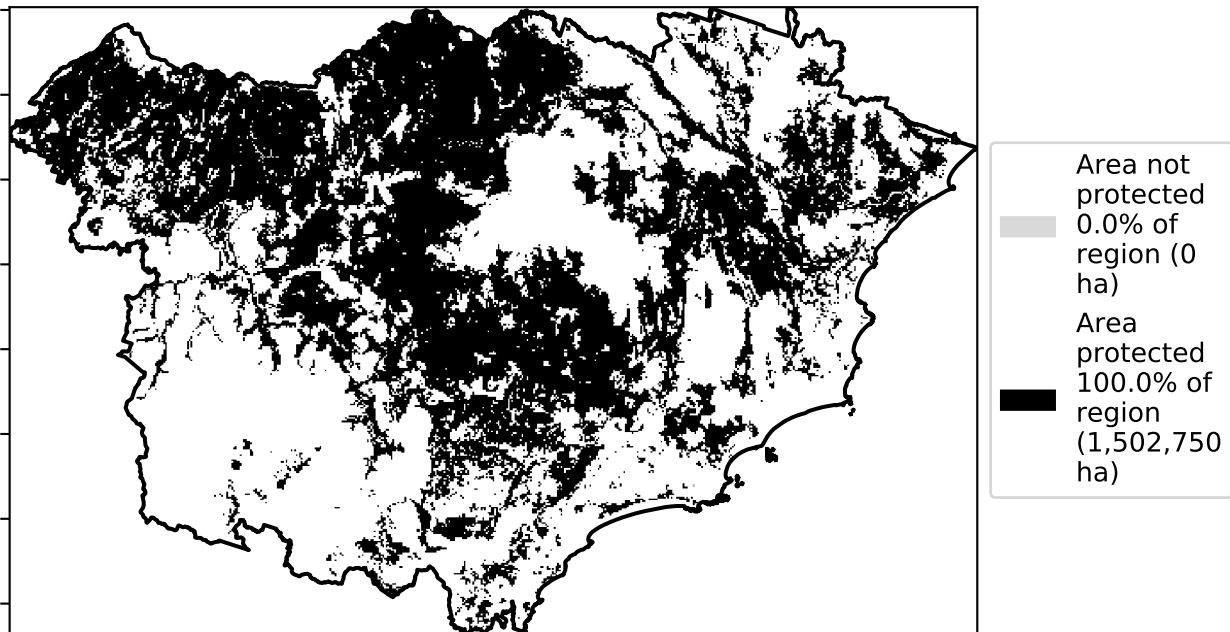 Area not
protected
0.0% of
region (0
ha)
Area
protected
100.0% of
region
(1,502,750
ha)